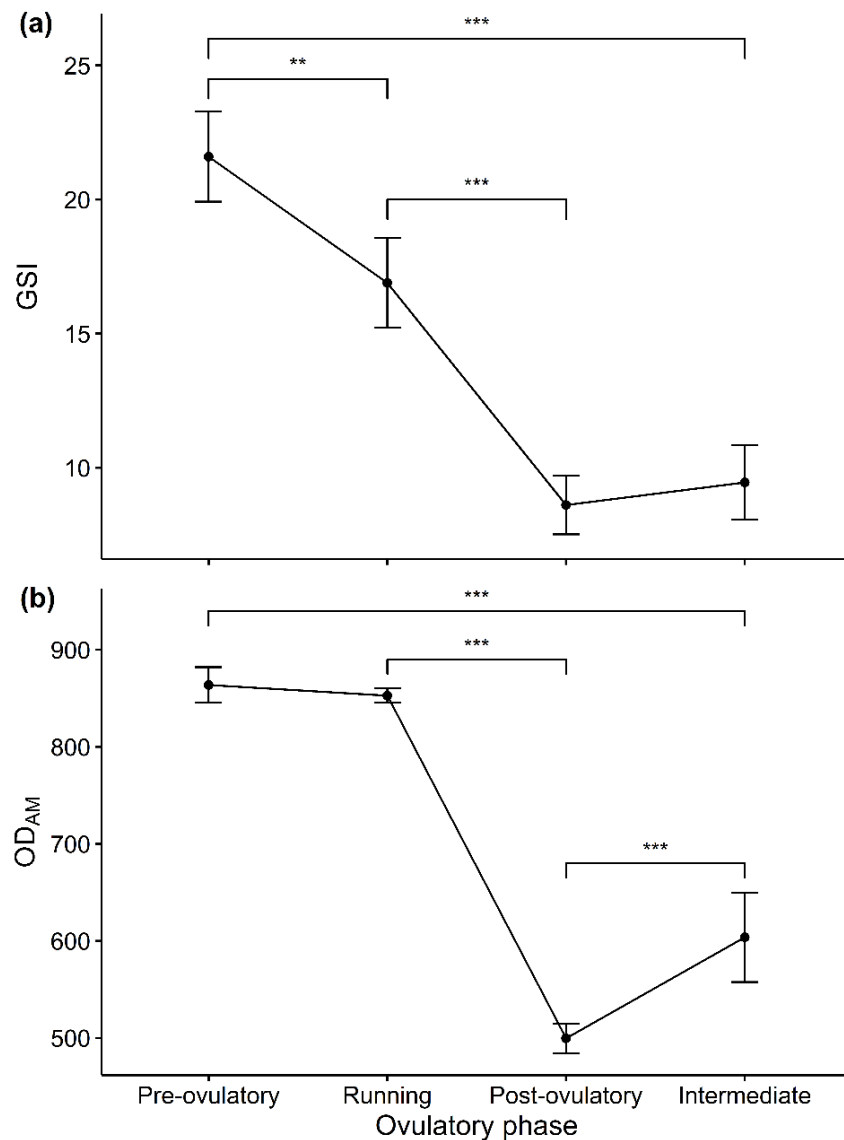 (a)
***
**
***
25
20
15
10
GSI
(b)
***
***
***
900
800
700
600
500
OD_AM
Pre-ovulatory Running Post-ovulatory Intermediate
Ovulatory phase